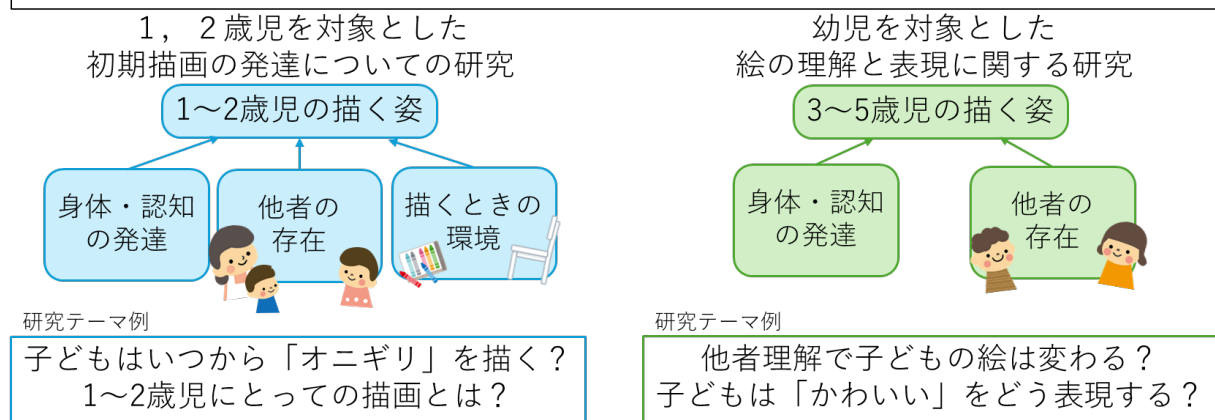 1，２歳児を対象とした
初期描画の発達についての研究
1～2歳児の描く姿
身体・認知
の発達
他者の
存在
描くときの
環境
研究テーマ例
子どもはいつから「オニギリ」を描く？
1～2歳児にとっての描画とは？
幼児を対象とした
絵の理解と表現に関する研究
3～5歳児の描く姿
身体・認知
の発達
他者の
存在
研究テーマ例
他者理解で子どもの絵は変わる？
子どもは「かわいい」をどう表現する？